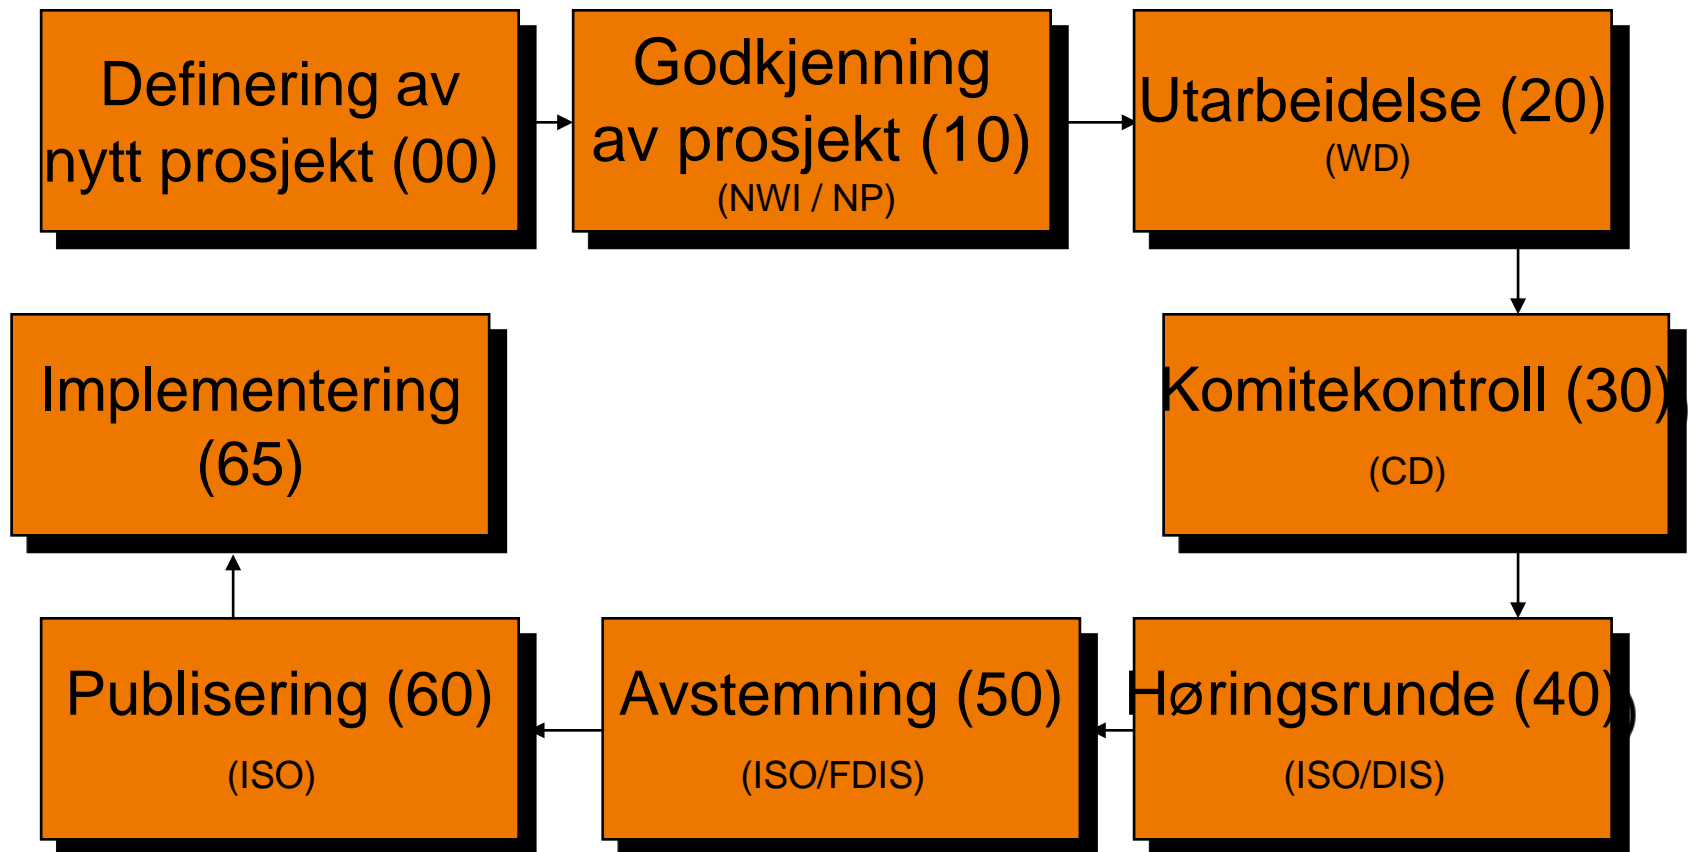 Definering av
nytt prosjekt (00)
Godkjenning
av prosjekt (10)
(NWI / NP)
Utarbeidelse (20)
(WD)
Komitekontroll (30)
(CD)
Høringsrunde (40)
(ISO/DIS)
Avstemning (50)
(ISO/FDIS)
Publisering (60)
(ISO)
Implementering
(65)